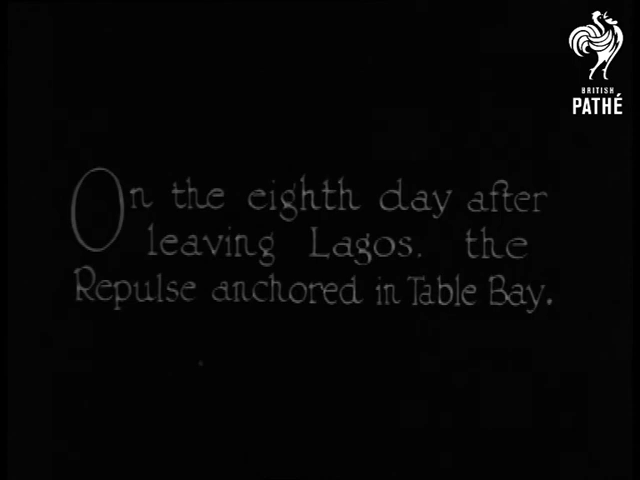 BRITISH
PATHÉ
On the eighth day after
leaving Lagos. the
Repulse anchored in Table Bay.